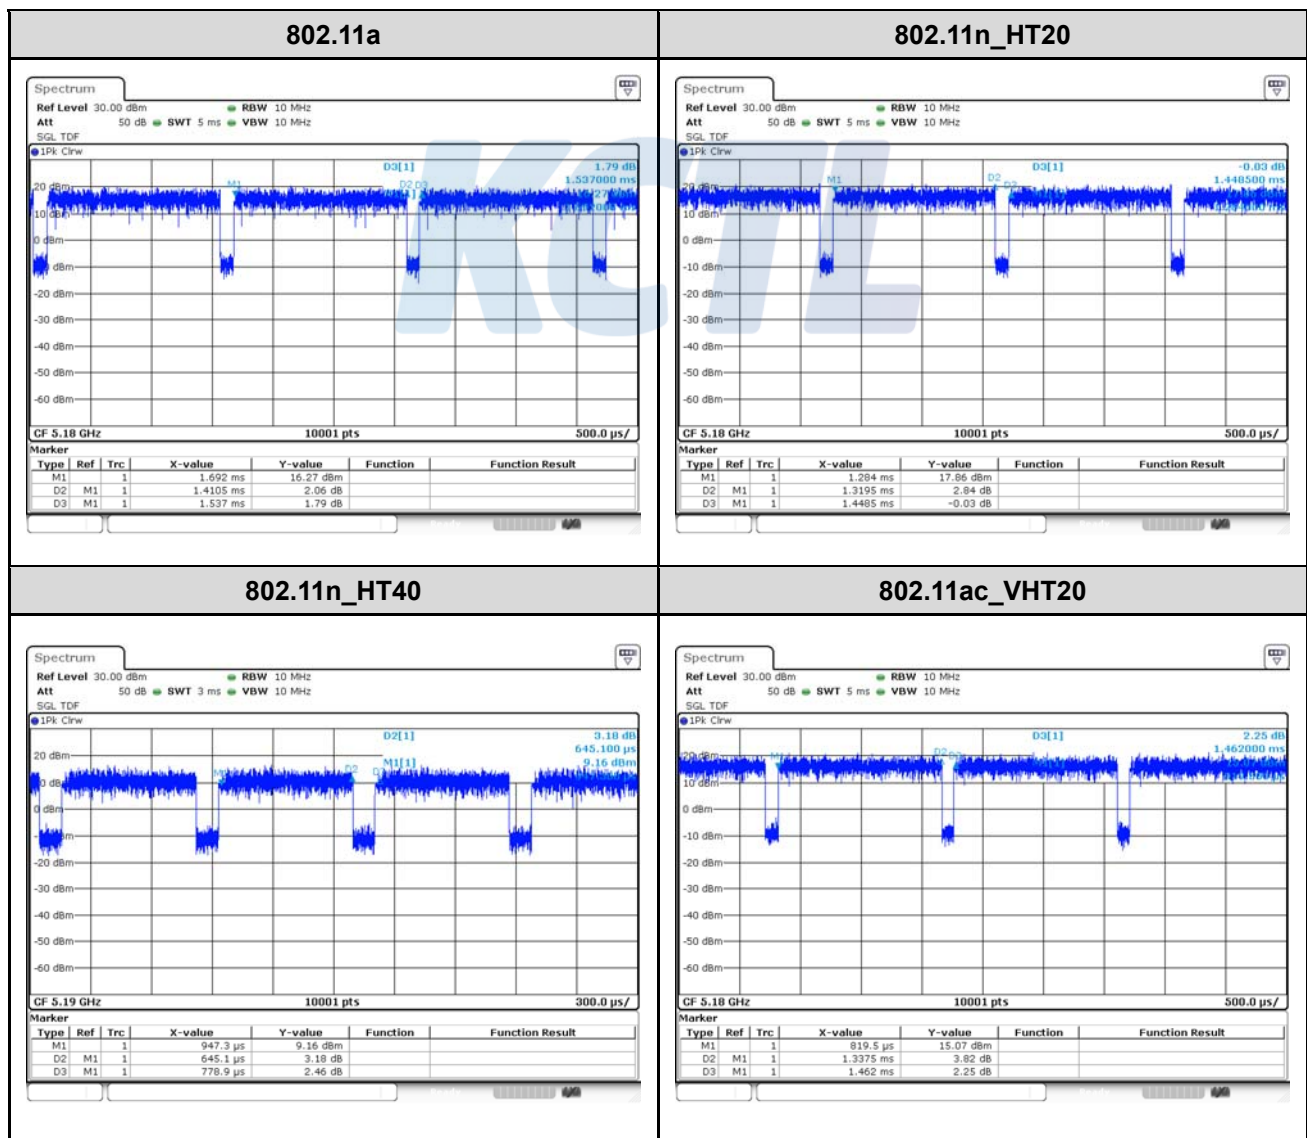 802.11a
802.11n_HT20
Spectrum
Ref Level 30.00 dBm RBW 10 MHz
Att 50 dB SWT 5 ms VBW 10 MHz
SGL TDF
1Pk Clrw
D3[1] 1.79 dB
1.537000 ms
M1
D2 D3
20 dBm
10 dBm
0 dBm
dBm
-20 dBm
-30 dBm
-40 dBm
-50 dBm
-60 dBm
CF 5.18 GHz 10001 pts 500.0 µs/
Marker
Type Ref Trc X-value Y-value Function Function Result
M1 1 1.692 ms 16.27 dBm
D2 M1 1 1.4105 ms 2.06 dB
D3 M1 1 1.537 ms 1.79 dB
Spectrum
Ref Level 30.00 dBm RBW 10 MHz
Att 50 dB SWT 5 ms VBW 10 MHz
SGL TDF
1Pk Clrw
D3[1] -0.03 dB
1.448500 ms
M1
D2
20 dBm
10 dBm
0 dBm
-10 dBm
-20 dBm
-30 dBm
-40 dBm
-50 dBm
-60 dBm
CF 5.18 GHz 10001 pts 500.0 µs/
Marker
Type Ref Trc X-value Y-value Function Function Result
M1 1 1.284 ms 17.86 dBm
D2 M1 1 1.3195 ms 2.84 dB
D3 M1 1 1.4485 ms -0.03 dB
KCTL
802.11n_HT40
802.11ac_VHT20
Spectrum
Ref Level 30.00 dBm RBW 10 MHz
Att 50 dB SWT 3 ms VBW 10 MHz
SGL TDF
1Pk Clrw
D2[1] 3.18 dB
645.100 µs
M1[1] 9.16 dBm
D2
20 dBm
0 dBm
-20 dBm
-30 dBm
-40 dBm
-50 dBm
-60 dBm
CF 5.19 GHz 10001 pts 300.0 µs/
Marker
Type Ref Trc X-value Y-value Function Function Result
M1 1 947.3 µs 9.16 dBm
D2 M1 1 645.1 µs 3.18 dB
D3 M1 1 778.9 µs 2.46 dB
Spectrum
Ref Level 30.00 dBm RBW 10 MHz
Att 50 dB SWT 5 ms VBW 10 MHz
SGL TDF
1Pk Clrw
D3[1] 2.25 dB
1.462000 ms
M1
D2
20 dBm
10 dBm
0 dBm
-10 dBm
-20 dBm
-30 dBm
-40 dBm
-50 dBm
-60 dBm
CF 5.18 GHz 10001 pts 500.0 µs/
Marker
Type Ref Trc X-value Y-value Function Function Result
M1 1 819.5 µs 15.07 dBm
D2 M1 1 1.3375 ms 3.82 dB
D3 M1 1 1.462 ms 2.25 dB